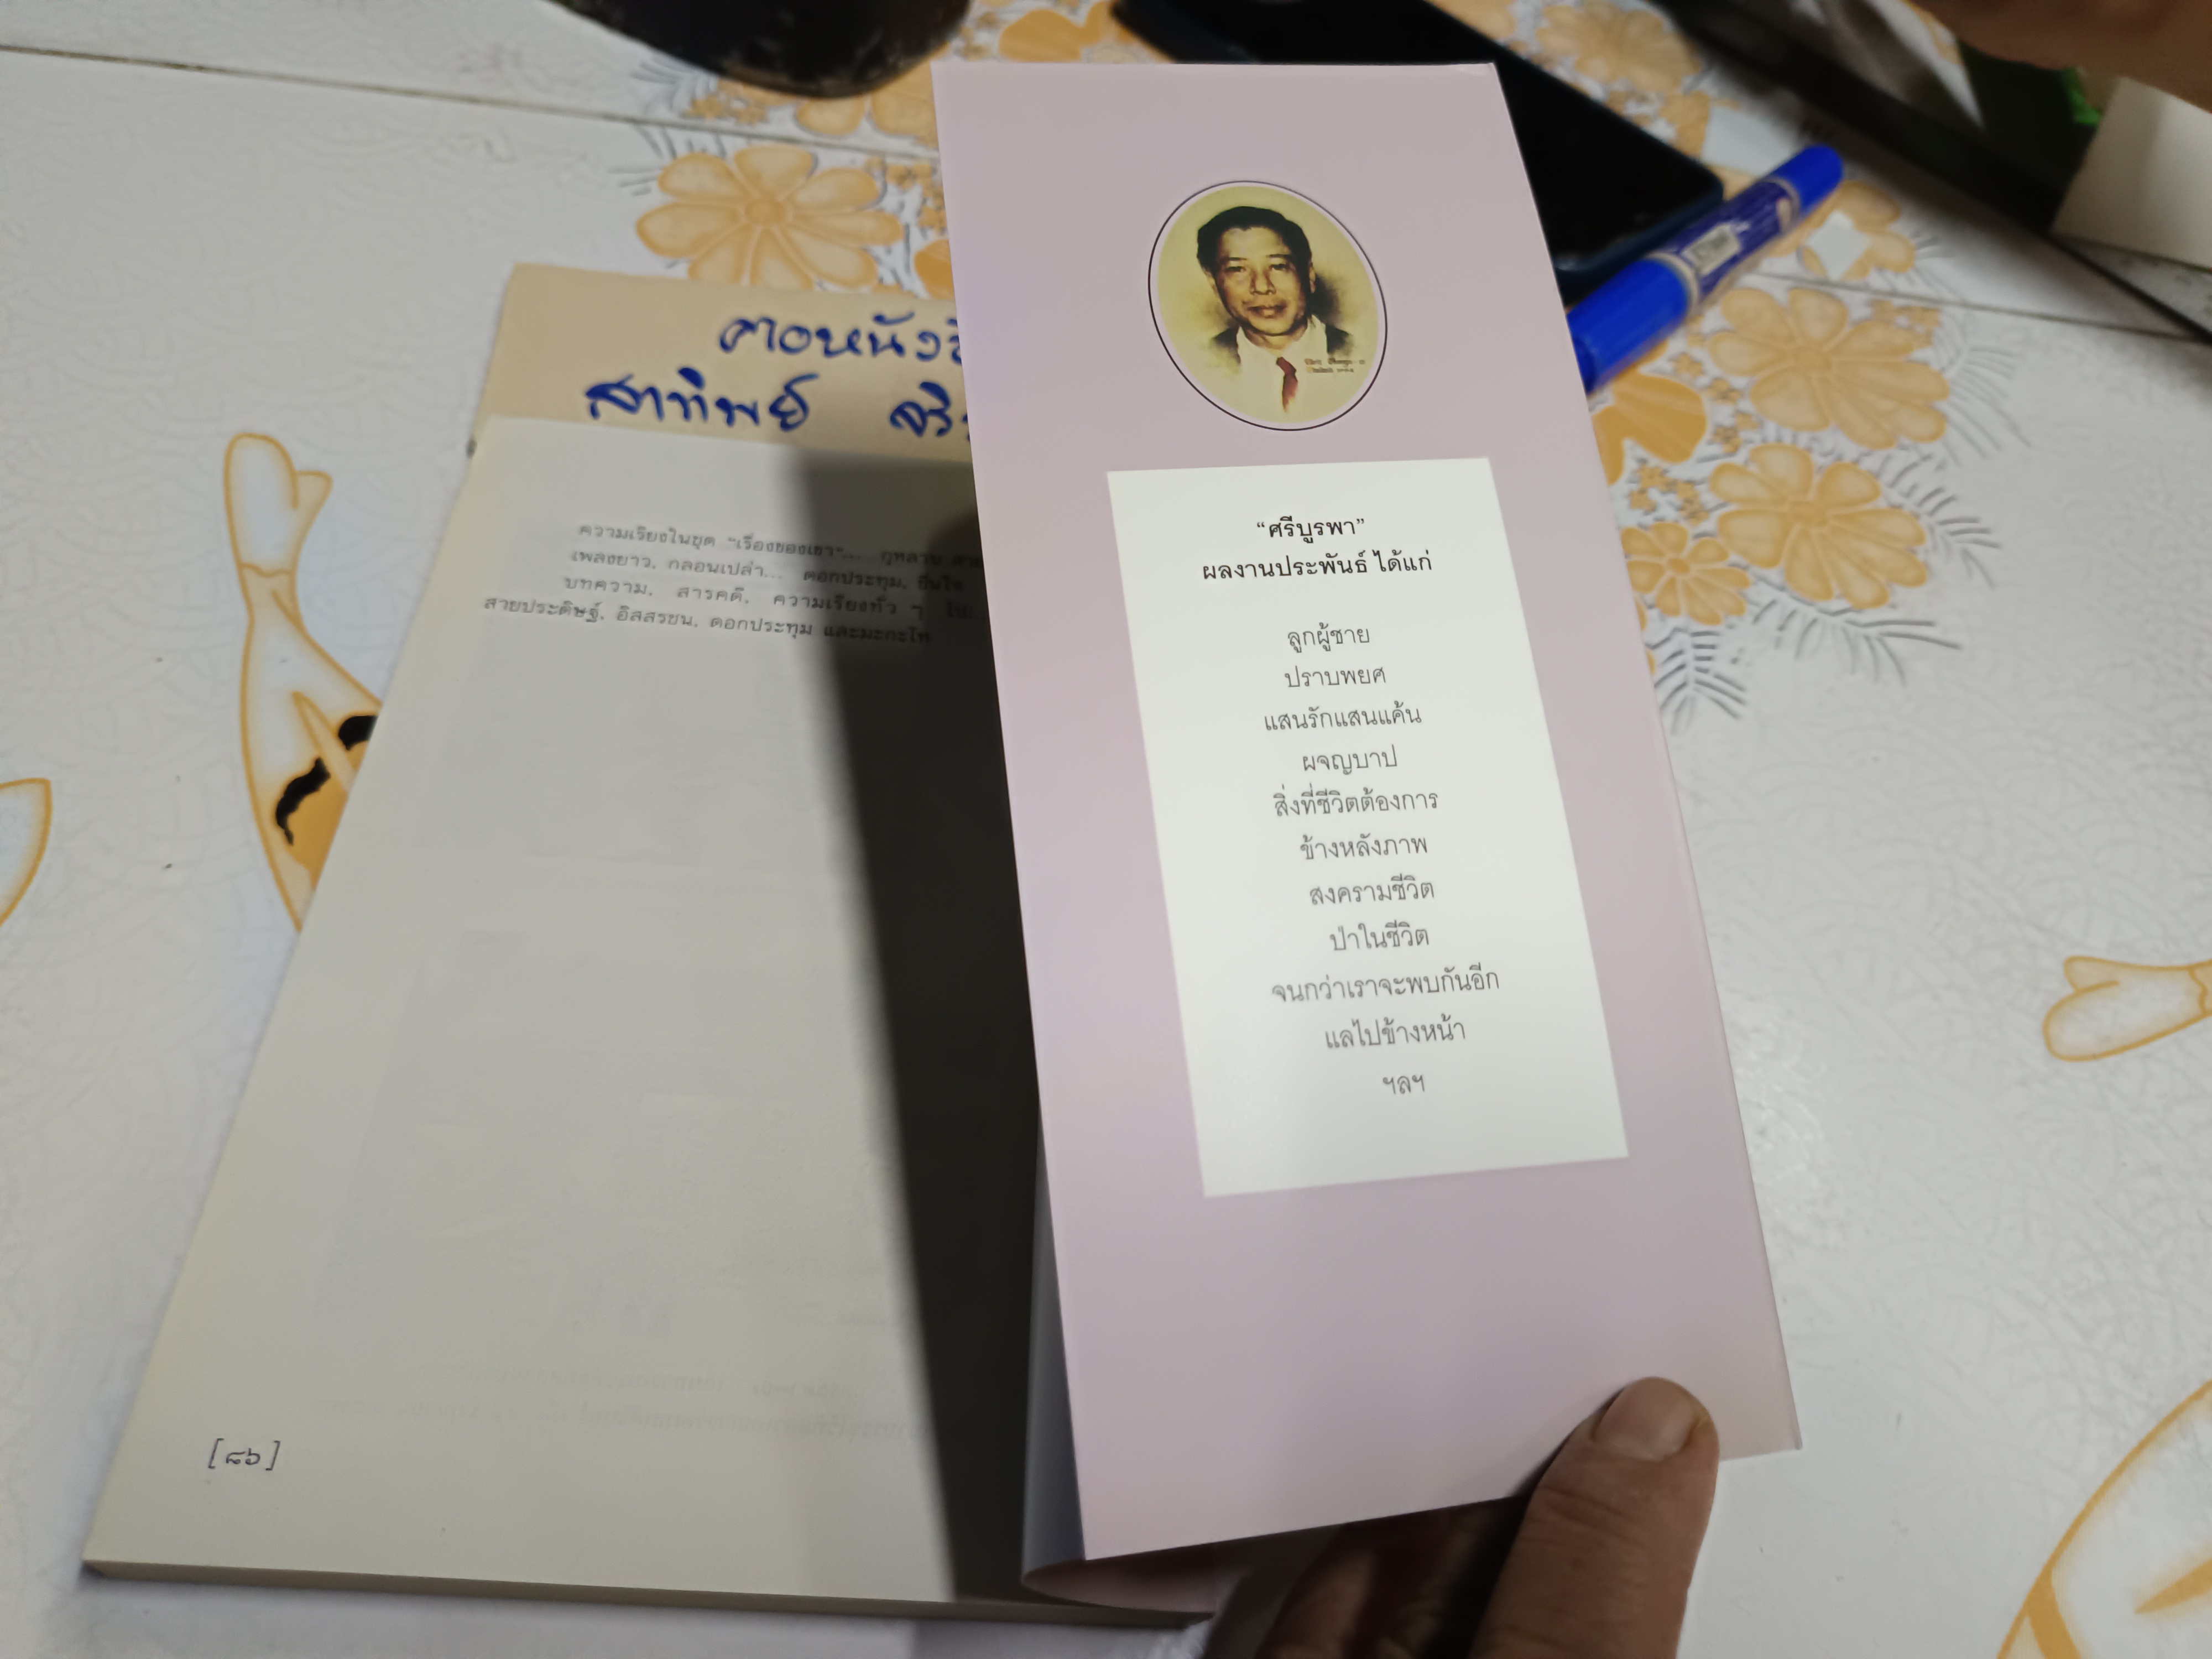 คอหนัง
สาทิพย์
ความเรียงในชุด "เรื่องของเขา"... กุหลาบ
เพลงยาว, กลอนเปล่า... ดอกประทุม, ยืนใจ
บทความ, สารคดี, ความเรียงทั่ว ๆ
สายประดิษฐ์, อิสสรชน, ดอกประทุม และมะกะโท
[๘๖]
“ศรีบูรพา”
ผลงานประพันธ์ ได้แก่
ลูกผู้ชาย
ปราบพยศ
แสนรักแสนแค้น
ผจญบาป
สิ่งที่ชีวิตต้องการ
ข้างหลังภาพ
สงครามชีวิต
ป่าในชีวิต
จนกว่าเราจะพบกันอีก
แลไปข้างหน้า
ฯลฯ